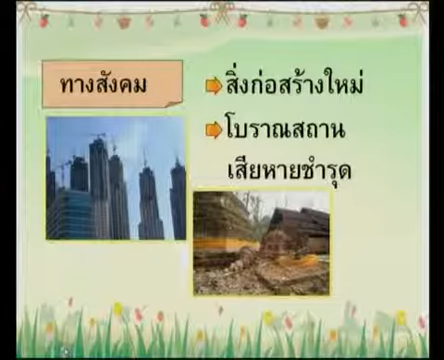 ทางสังคม
สิ่งก่อสร้างใหม่
โบราณสถาน
เสียหายชำรุด